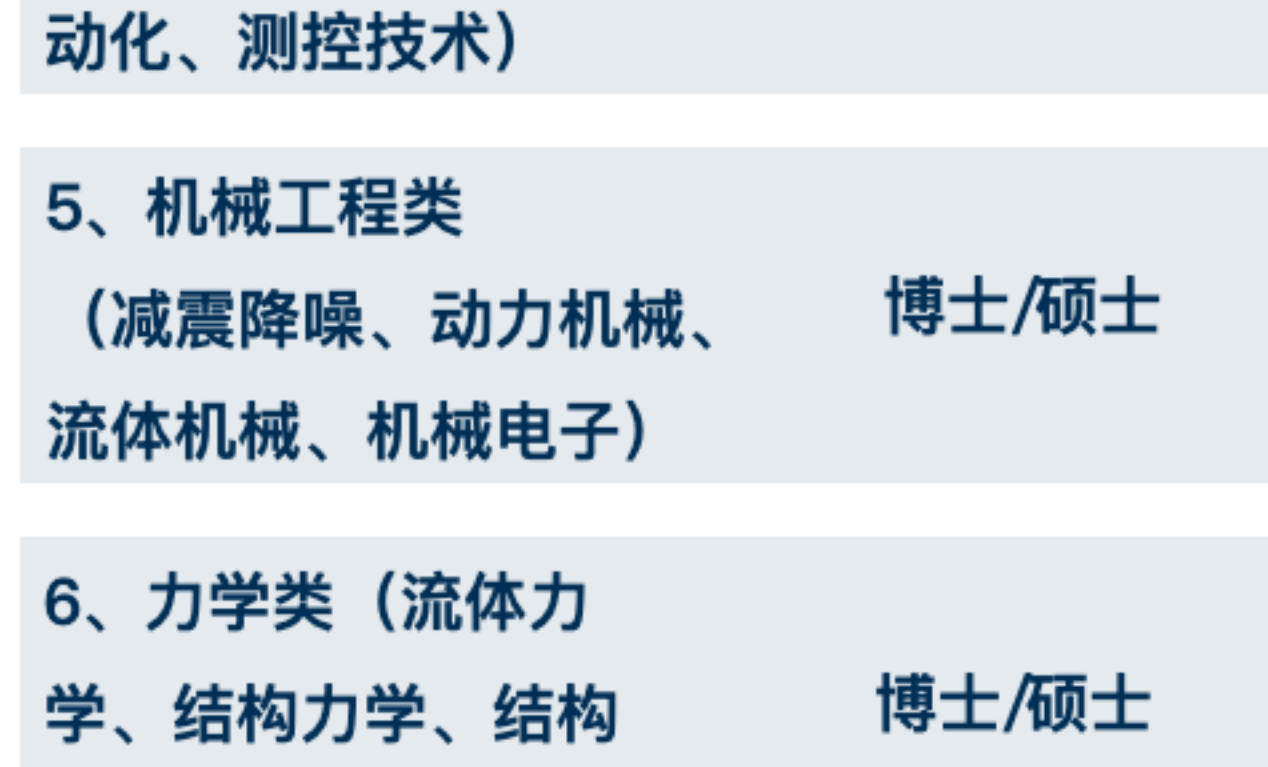 动化、测控技术）
5、机械工程类
（减震降噪、动力机械、
流体机械、机械电子）
博士/硕士
6、力学类（流体力
学、结构力学、结构
博士/硕士